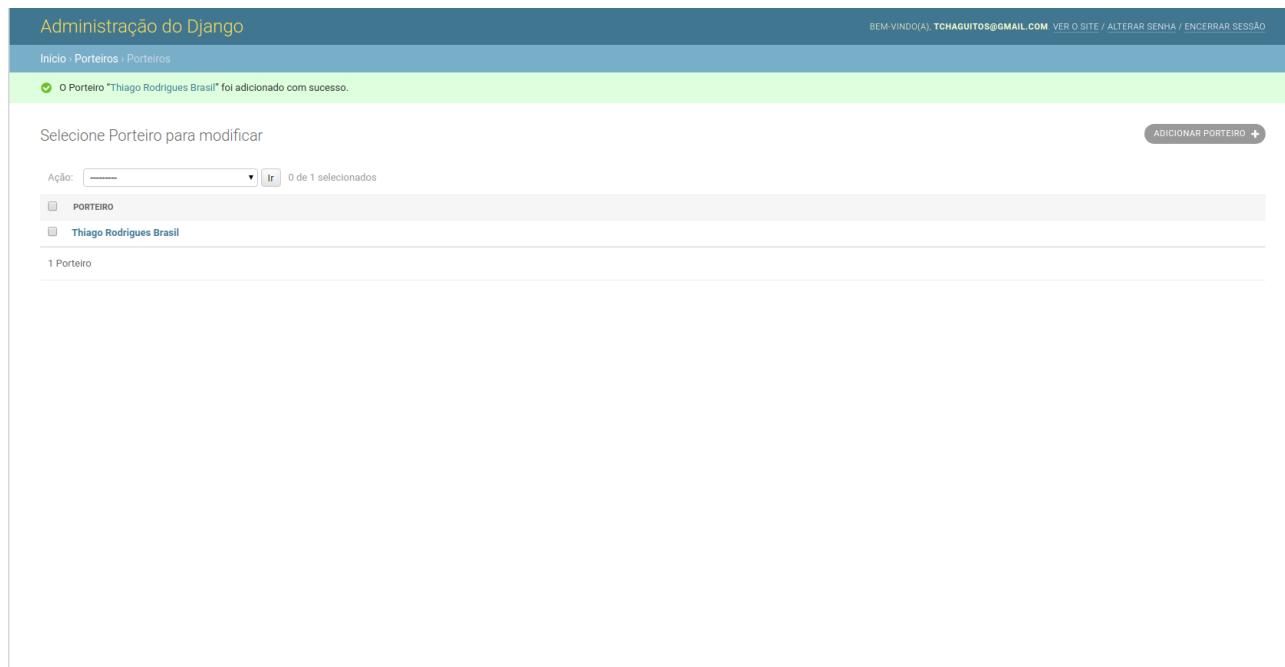 Administração do Django
BEM-VINDO(A), TCHAGUITOS@GMAIL.COM. VER O SITE / ALTERAR SENHA / ENCERRAR SESSÃO
Início › Porteiros › Porteiros
O Porteiro "Thiago Rodrigues Brasil" foi adicionado com sucesso.
Selecione Porteiro para modificar
ADICIONAR PORTEIRO +
Ação: --------- Ir 0 de 1 selecionados
PORTEIRO
Thiago Rodrigues Brasil
1 Porteiro